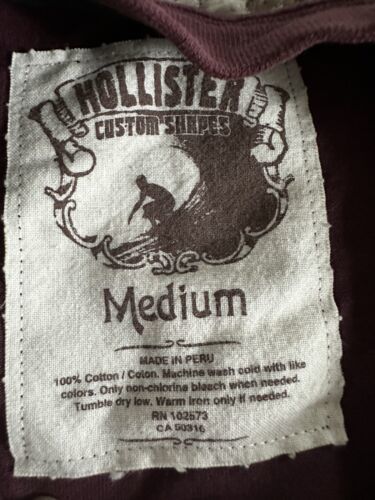 HOLLISTER
CUSTOM SHAPES
Medium
MADE IN PERU
100% Cotton / Coton. Machine wash cold with like
colors. Only non-chlorine bleach when needed.
Tumble dry low. Warm iron only if needed.
RN 102573
CA 50316